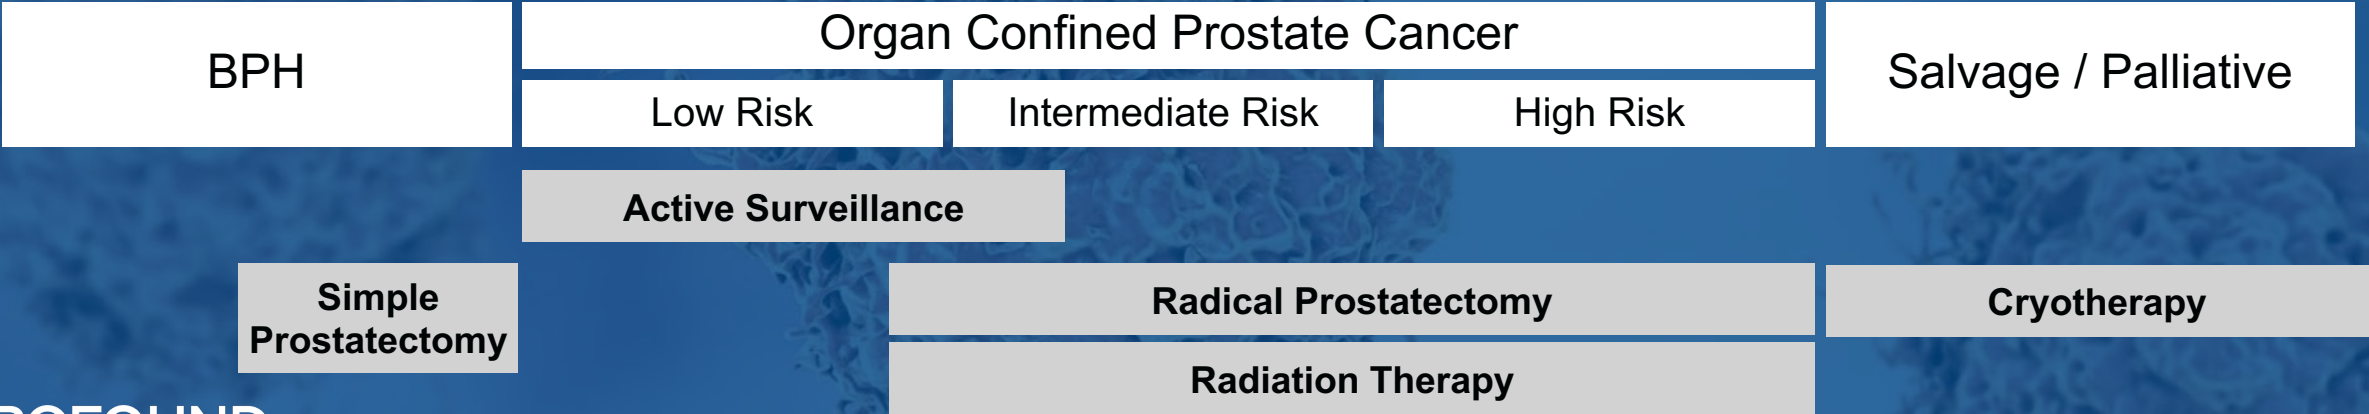 BPH
Organ Confined Prostate Cancer
Salvage / Palliative
Low Risk
Intermediate Risk
High Risk
Active Surveillance
Simple
Prostatectomy
Radical Prostatectomy
Cryotherapy
Radiation Therapy